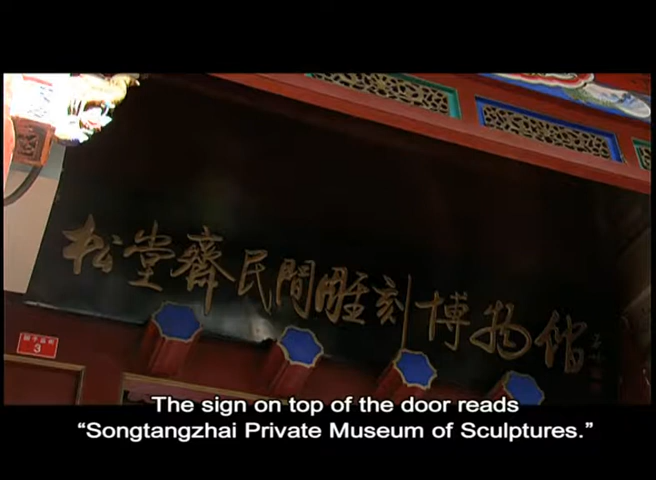 松堂齋民間雕刻博物館
3
The sign on top of the door reads
“Songtangzhai Private Museum of Sculptures.”